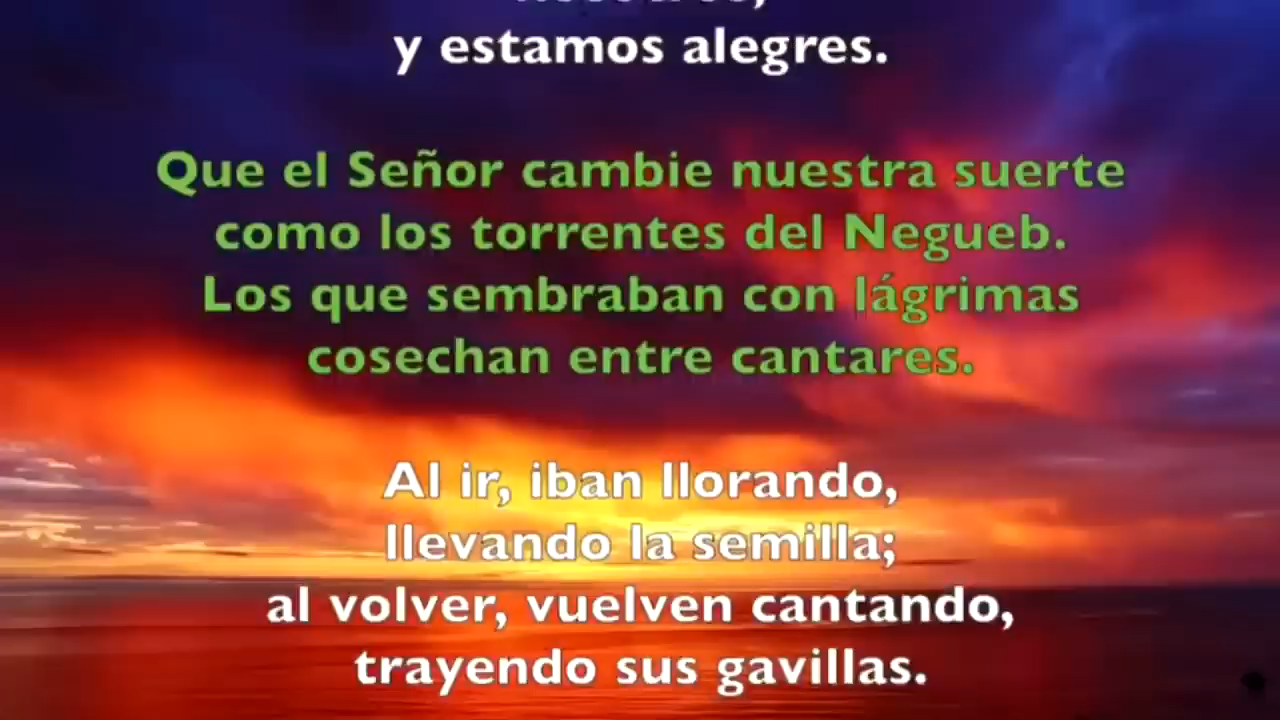 y estamos alegres.
Que el Señor cambie nuestra suerte
como los torrentes del Negueb.
Los que sembraban con lágrimas
cosechan entre cantares.
Al ir, iban llorando,
llevando la semilla;
al volver, vuelven cantando,
trayendo sus gavillas.